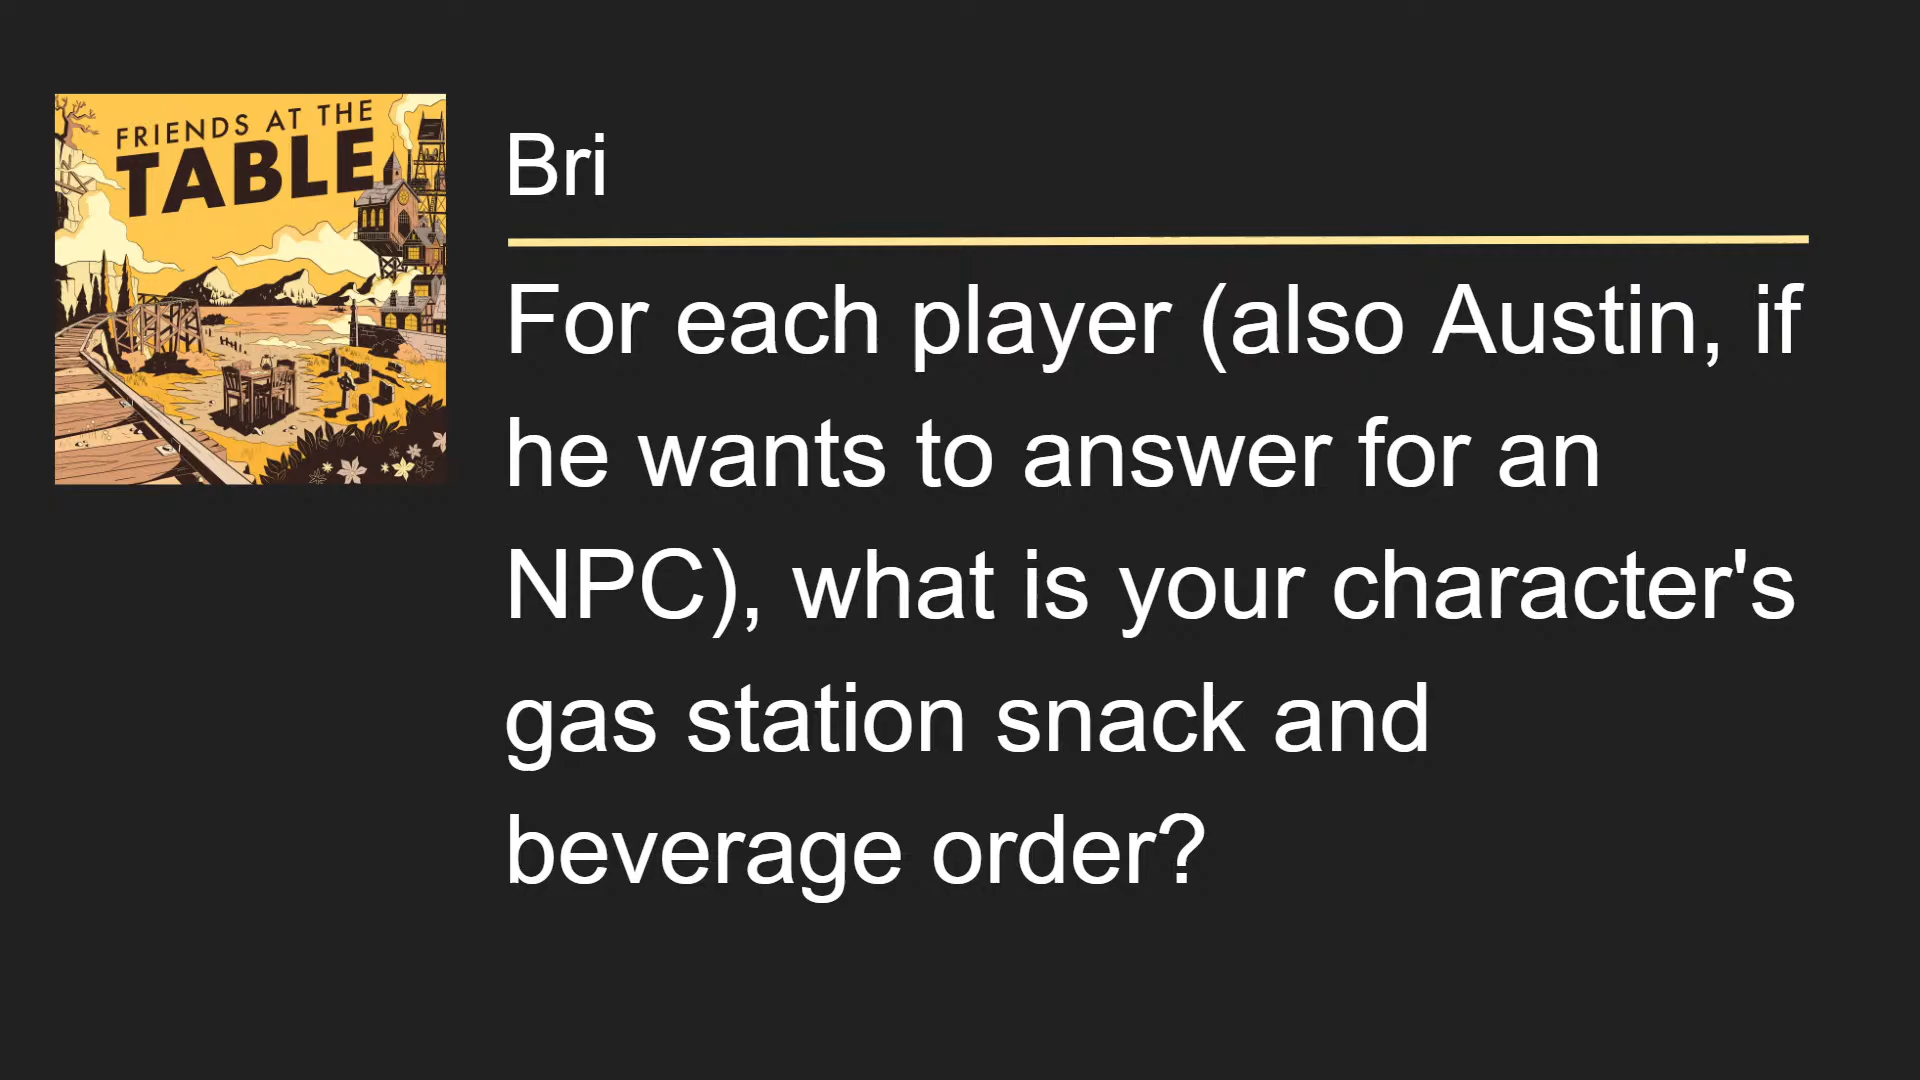 FRIENDS AT THE
TABLE
Bri
For each player (also Austin, if
he wants to answer for an
NPC), what is your character's
gas station snack and
beverage order?